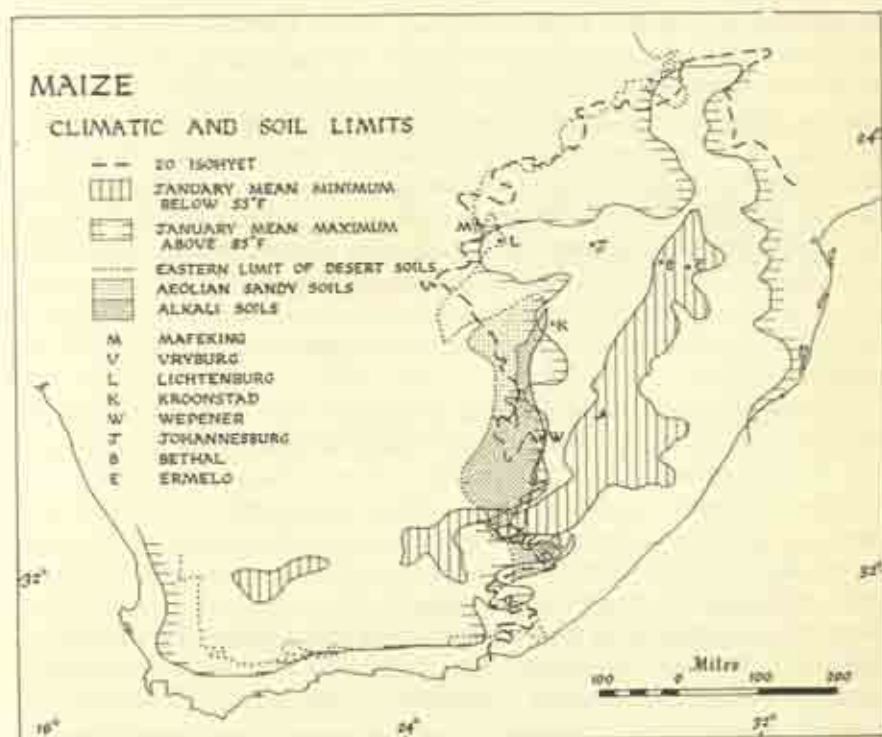 MAIZE
CLIMATIC AND SOIL LIMITS
20 ISOHYET
JANUARY MEAN MINIMUM
BELOW 55°F
JANUARY MEAN MAXIMUM
ABOVE 85°F
EASTERN LIMIT OF DESERT SOILS
AEOLIAN SANDY SOILS
ALKALI SOILS
M MAFEKING
V VRYBURG
L LICHTENBURG
K KROONSTAD
W WEPENER
J JOHANNESBURG
B BETHAL
E ERMELO
24°
M
L
J
B E
K
W
32° 32°
Miles
100 0 100 200
16° 24° 32°